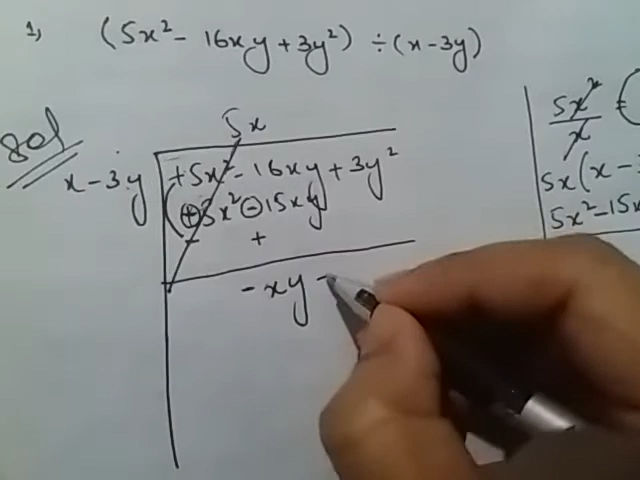 1, (5x² - 16xy + 3y²) ÷ (x - 3y)
Sol
5x
x - 3y +5x² - 16xy + 3y²
(+5x² - 15xy
- +
- xy -
5x²
x
5x(x -
5x² - 15x